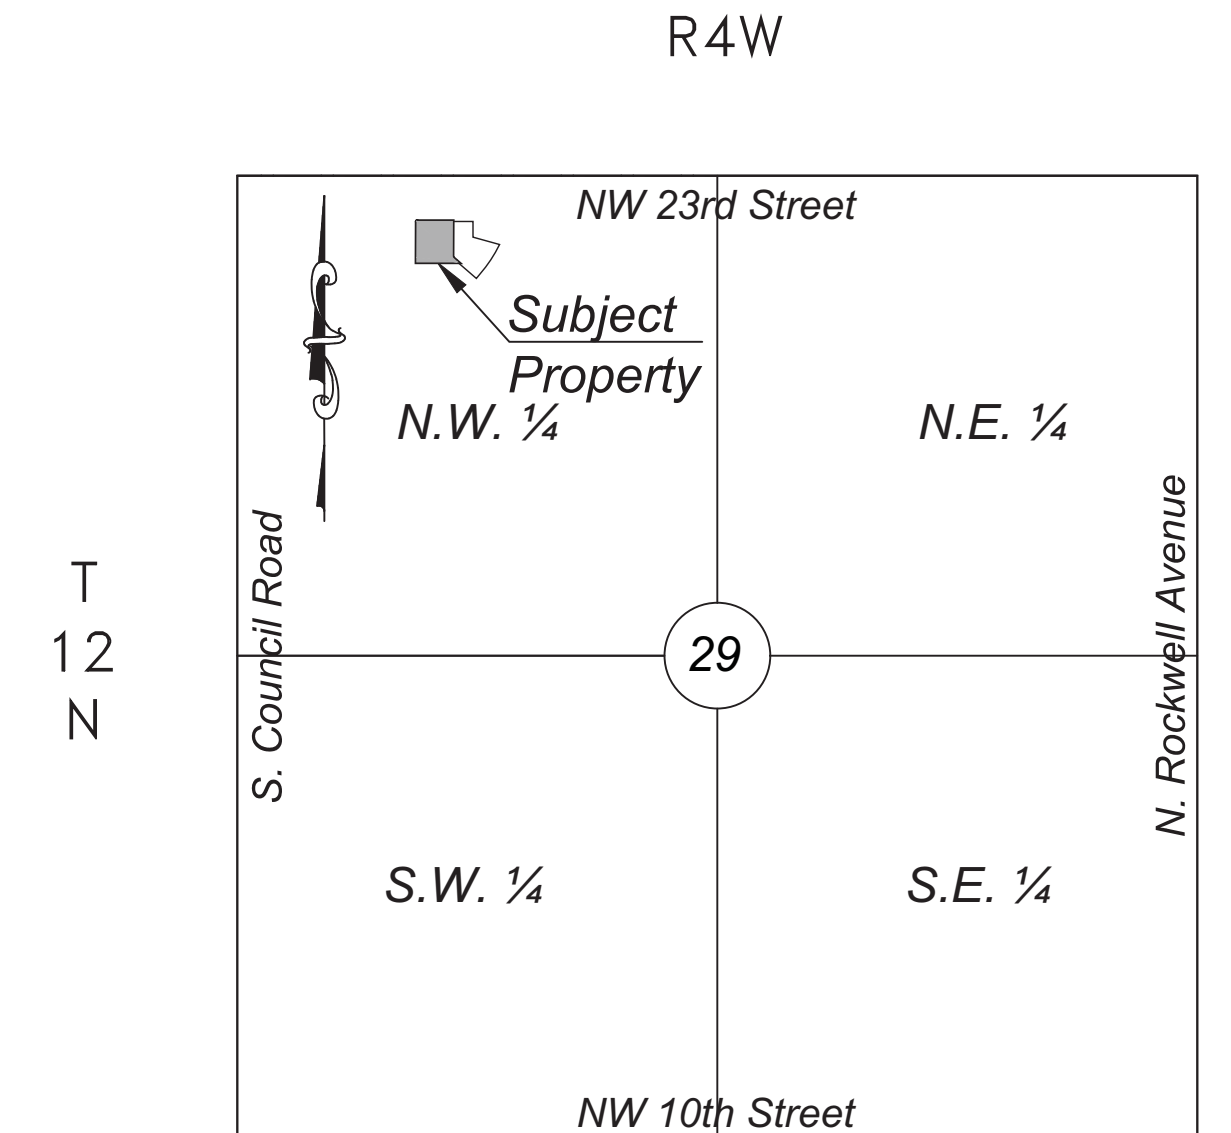 R4W
NW 23rd Street
Subject
Property
N.W. ¼
N.E. ¼
S. Council Road
N. Rockwell Avenue
T
12
N
29
S.W. ¼
S.E. ¼
NW 10th Street